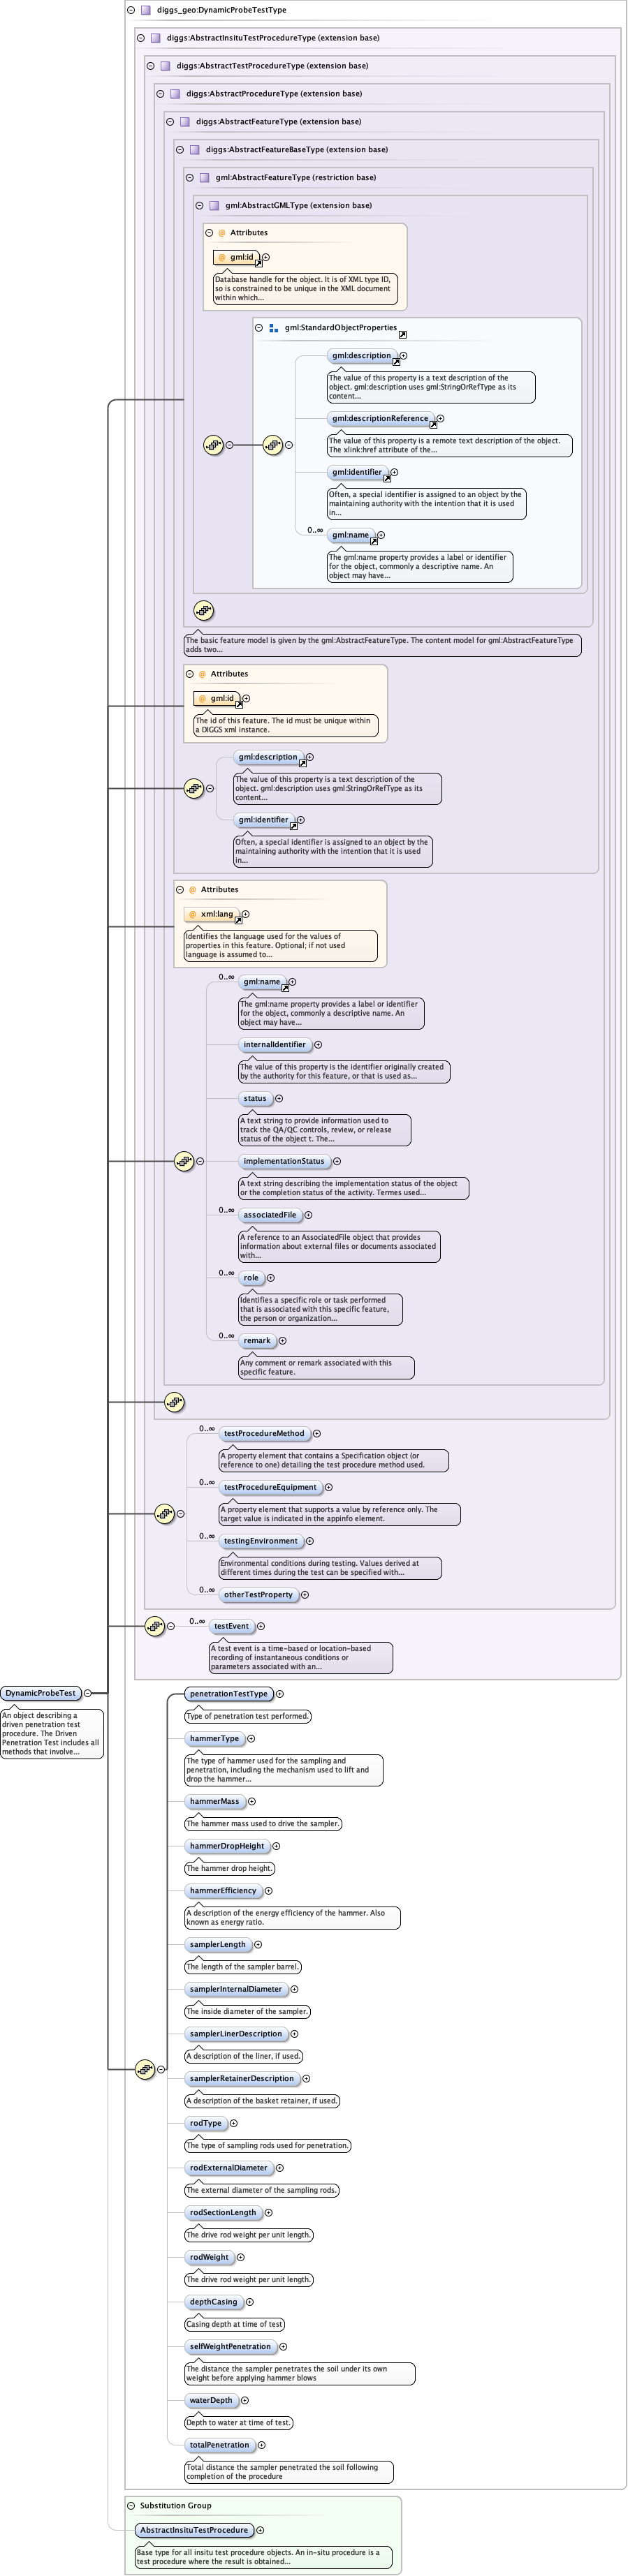 diggs_geo:DynamicProbeTestType
diggs:AbstractInsituTestProcedureType (extension base)
diggs:AbstractTestProcedureType (extension base)
diggs:AbstractProcedureType (extension base)
diggs:AbstractFeatureType (extension base)
diggs:AbstractFeatureBaseType (extension base)
gml:AbstractFeatureType (restriction base)
gml:AbstractGMLType (extension base)
@ Attributes
@ gml:id
Database handle for the object. It is of XML type ID,
so is constrained to be unique in the XML document
within which...
gml:StandardObjectProperties
gml:description
The value of this property is a text description of the
object. gml:description uses gml:StringOrRefType as its
content...
gml:descriptionReference
The value of this property is a remote text description of the object.
The xlink:href attribute of the...
gml:identifier
Often, a special identifier is assigned to an object by the
maintaining authority with the intention that it is used
in...
0..∞
gml:name
The gml:name property provides a label or identifier
for the object, commonly a descriptive name. An
object may have...
The basic feature model is given by the gml:AbstractFeatureType. The content model for gml:AbstractFeatureType
adds two...
@ Attributes
@ gml:id
The id of this feature. The id must be unique within
a DIGGS xml instance.
gml:description
The value of this property is a text description of the
object. gml:description uses gml:StringOrRefType as its
content...
gml:identifier
Often, a special identifier is assigned to an object by the
maintaining authority with the intention that it is used
in...
@ Attributes
@ xml:lang
Identifies the language used for the values of
properties in this feature. Optional; if not used
language is assumed to...
0..∞
gml:name
The gml:name property provides a label or identifier
for the object, commonly a descriptive name. An
object may have...
internalIdentifier
The value of this property is the identifier originally created
by the authority for this feature, or that is used as...
status
A text string to provide information used to
track the QA/QC controls, review, or release
status of the object t. The...
implementationStatus
A text string describing the implementation status of the object
or the completion status of the activity. Termes used...
0..∞
associatedFile
A reference to an AssociatedFile object that provides
information about external files or documents associated
with...
0..∞
role
Identifies a specific role or task performed
that is associated with this specific feature,
the person or organization...
0..∞
remark
Any comment or remark associated with this
specific feature.
0..∞
testProcedureMethod
A property element that contains a Specification object (or
reference to one) detailing the test procedure method used.
0..∞
testProcedureEquipment
A property element that supports a value by reference only. The
target value is indicated in the appinfo element.
0..∞
testingEnvironment
Environmental conditions during testing. Values derived at
different times during the test can be specified with...
0..∞
otherTestProperty
0..∞
testEvent
A test event is a time-based or location-based
recording of instantaneous conditions or
parameters associated with an...
DynamicProbeTest
An object describing a
driven penetration test
procedure. The Driven
Penetration Test includes all
methods that involve...
penetrationTestType
Type of penetration test performed.
hammerType
The type of hammer used for the sampling and
penetration, including the mechanism used to lift and
drop the hammer...
hammerMass
The hammer mass used to drive the sampler.
hammerDropHeight
The hammer drop height.
hammerEfficiency
A description of the energy efficiency of the hammer. Also
known as energy ratio.
samplerLength
The length of the sampler barrel.
samplerInternalDiameter
The inside diameter of the sampler.
samplerLinerDescription
A description of the liner, if used.
samplerRetainerDescription
A description of the basket retainer, if used.
rodType
The type of sampling rods used for penetration.
rodExternalDiameter
The external diameter of the sampling rods.
rodSectionLength
The drive rod weight per unit length.
rodWeight
The drive rod weight per unit length.
depthCasing
Casing depth at time of test
selfWeightPenetration
The distance the sampler penetrates the soil under its own
weight before applying hammer blows
waterDepth
Depth to water at time of test.
totalPenetration
Total distance the sampler penetrated the soil following
completion of the procedure
Substitution Group
AbstractInsituTestProcedure
Base type for all insitu test procedure objects. An in-situ procedure is a
test procedure where the result is obtained...